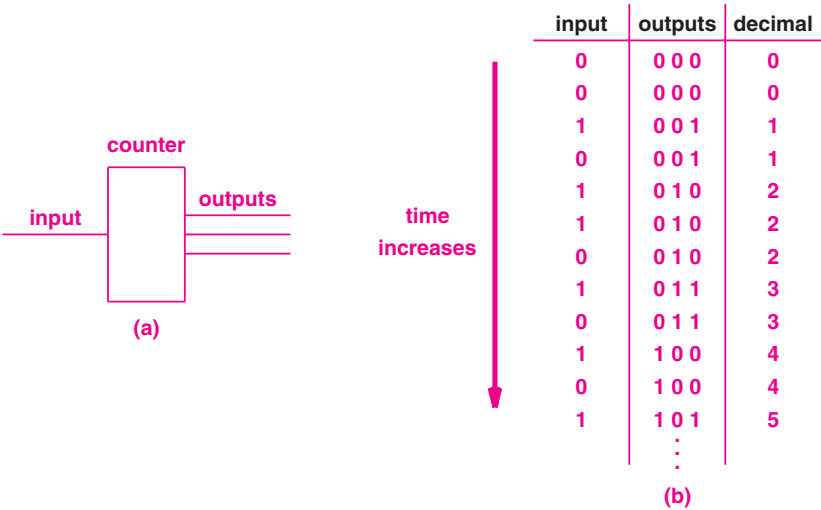 counter
input
outputs
(a)
time
increases
input outputs decimal
0 0 0 0 0
0 0 0 0 0
1 0 0 1 1
0 0 0 1 1
1 0 1 0 2
1 0 1 0 2
0 0 1 0 2
1 0 1 1 3
0 0 1 1 3
1 1 0 0 4
0 1 0 0 4
1 1 0 1 5
(b)